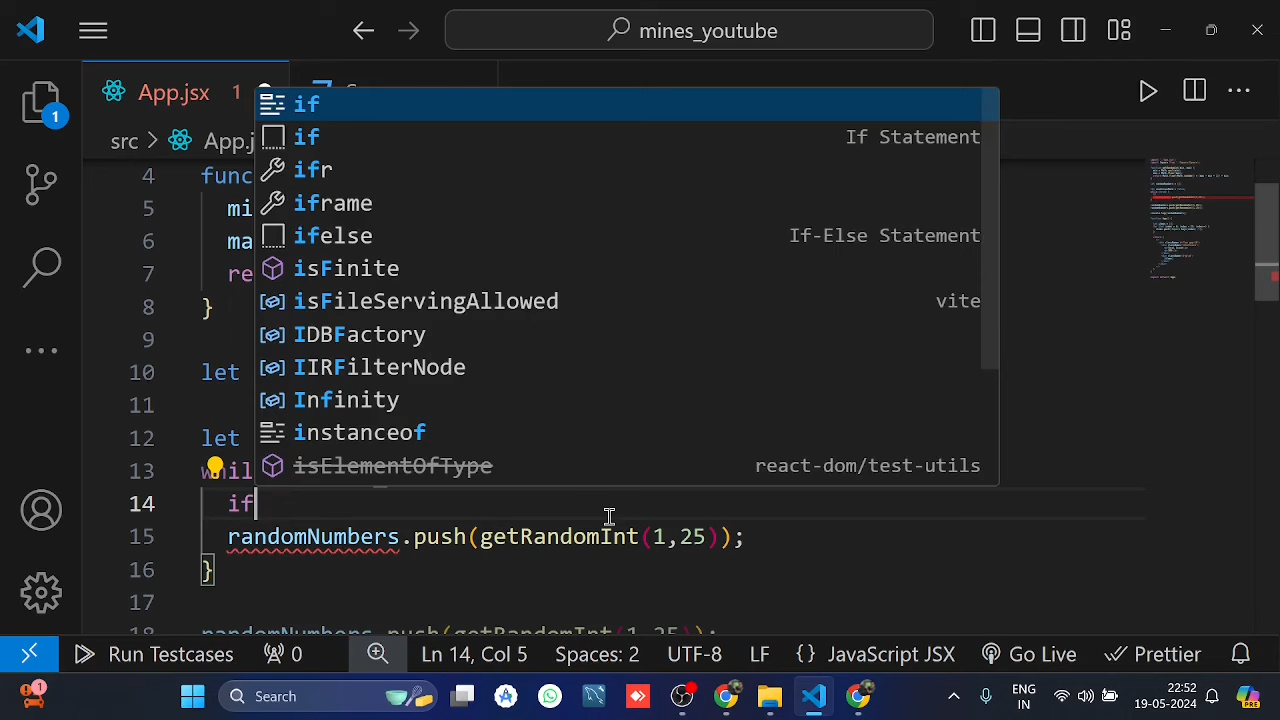 mines_youtube
App.jsx 1
src > App.j
if
if If Statement
ifr
iframe
ifelse If-Else Statement
isFinite
isFileServingAllowed vite
IDBFactory
IIRFilterNode
Infinity
instanceof
isElementOfType react-dom/test-utils
4 func
5 mi
6 ma
7 re
8 }
9
10 let
11
12 let
13 whil
14 if
15 randomNumbers.push(getRandomInt(1,25));
16 }
17
18 randomNumbers.push(getRandomInt(1,25));
1
Run Testcases 0 Ln 14, Col 5 Spaces: 2 UTF-8 LF {} JavaScript JSX Go Live Prettier
1 Search ENG IN 22:52 19-05-2024 PRE